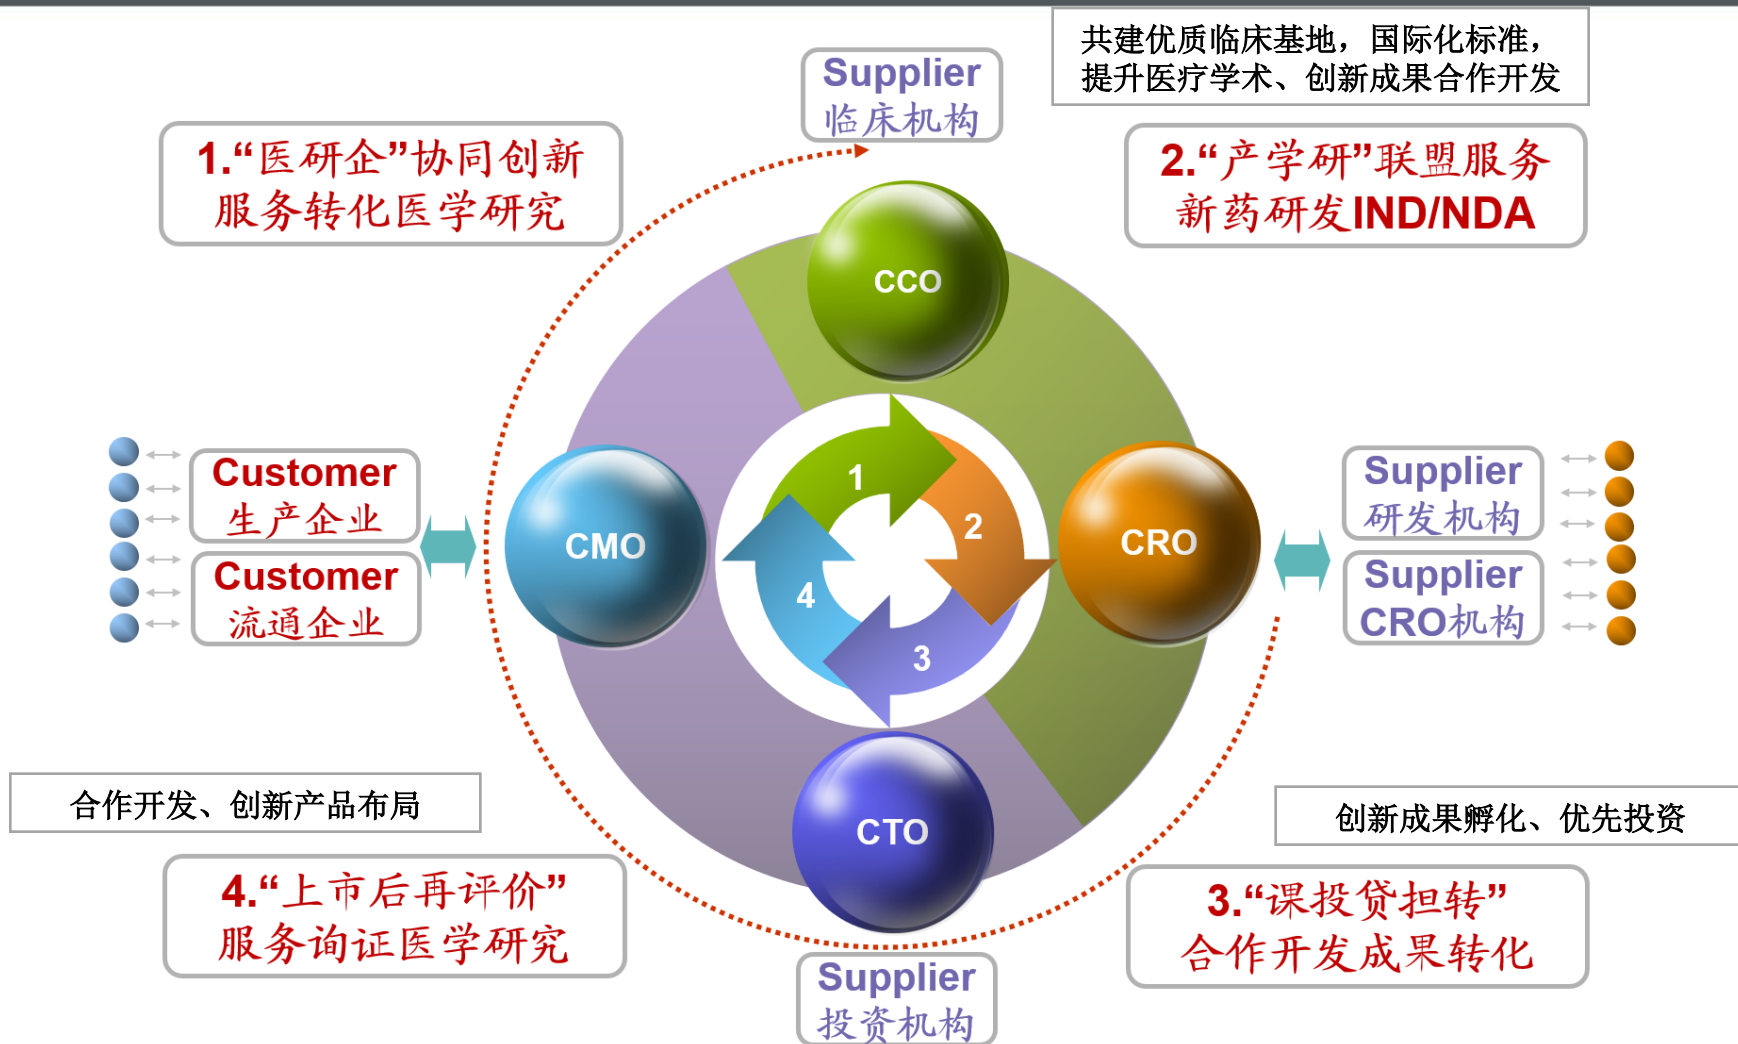 共建优质临床基地，国际化标准，
提升医疗学术、创新成果合作开发
Supplier
临床机构
1.“医研企”协同创新
服务转化医学研究
2.“产学研”联盟服务
新药研发IND/NDA
CCO
1
2
3
4
CMO
CRO
CTO
Customer
生产企业
Customer
流通企业
Supplier
研发机构
Supplier
CRO机构
合作开发、创新产品布局
创新成果孵化、优先投资
4.“上市后再评价”
服务询证医学研究
3.“课投贷担转”
合作开发成果转化
Supplier
投资机构